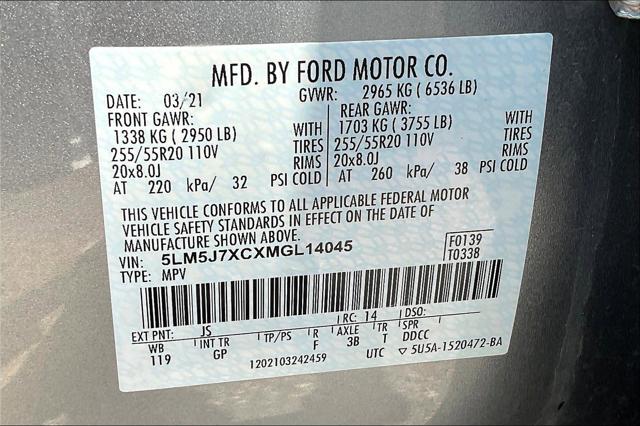 MFD. BY FORD MOTOR CO.
DATE: 03/21 GVWR: 2965 KG ( 6536 LB)
FRONT GAWR: REAR GAWR:
1338 KG ( 2950 LB) WITH 1703 KG ( 3755 LB) WITH
255/55R20 110V TIRES 255/55R20 110V TIRES
20x8.0J RIMS 20x8.0J RIMS
AT 220 kPa/ 32 PSI COLD AT 260 kPa/ 38 PSI COLD
THIS VEHICLE CONFORMS TO ALL APPLICABLE FEDERAL MOTOR
VEHICLE SAFETY STANDARDS IN EFFECT ON THE DATE OF
MANUFACTURE SHOWN ABOVE.
VIN: 5LM5J7XCXMGL14045 F0139
TYPE: MPV T0338
EXT PNT: JS RC: 14 DSO:
WB INT TR TP/PS R AXLE TR SPR
119 GP F 3B T DDCC
1202103242459 UTC ▽ 5U5A-1520472-BA